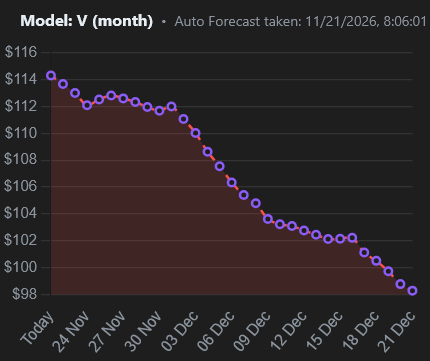 Model: V (month) • Auto Forecast taken: 11/21/2026, 8:06:01
$116
$114
$112
$110
$108
$106
$104
$102
$100
$98
Today
24 Nov
27 Nov
30 Nov
03 Dec
06 Dec
09 Dec
12 Dec
15 Dec
18 Dec
21 Dec